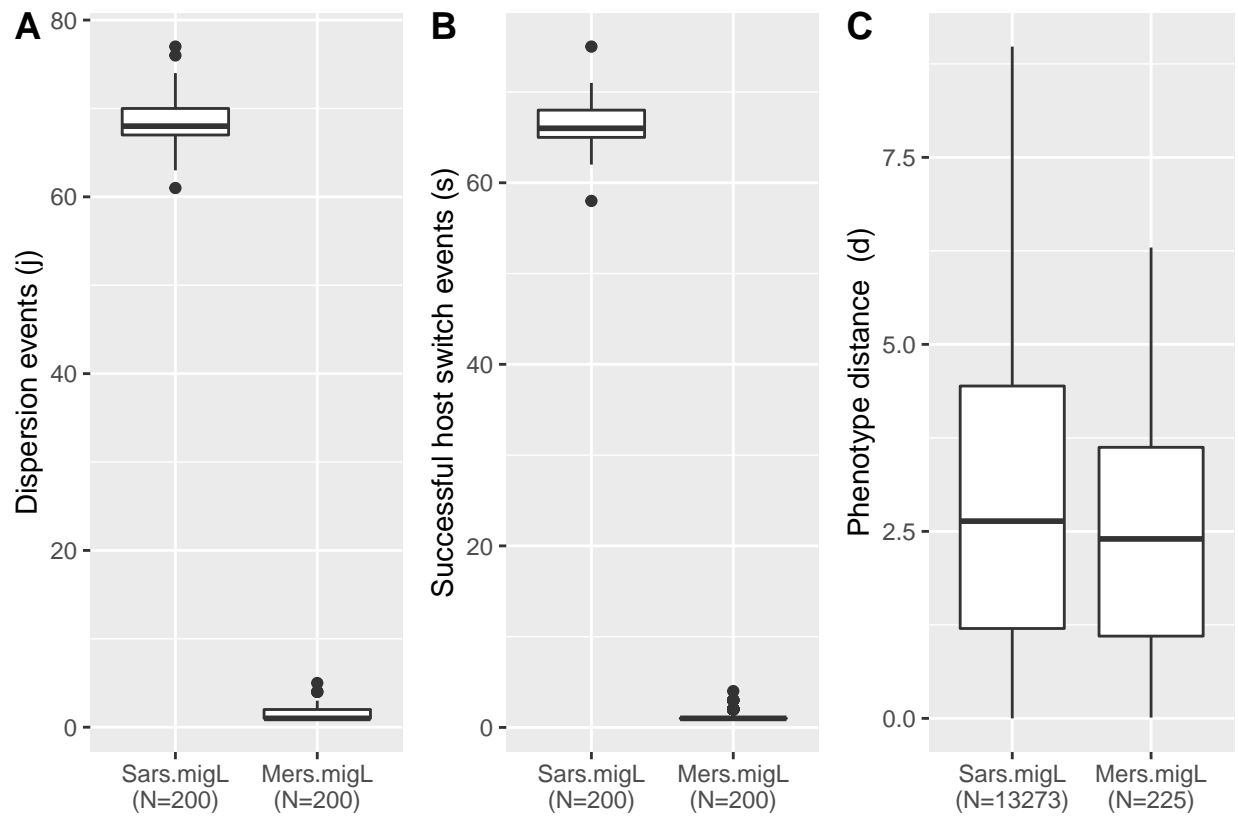 A
Dispersion events (j)
80
60
40
20
0
Sars.migL
(N=200)
Mers.migL
(N=200)
B
Successful host switch events (s)
60
40
20
0
Sars.migL
(N=200)
Mers.migL
(N=200)
C
Phenotype distance (d)
7.5
5.0
2.5
0.0
Sars.migL
(N=13273)
Mers.migL
(N=225)